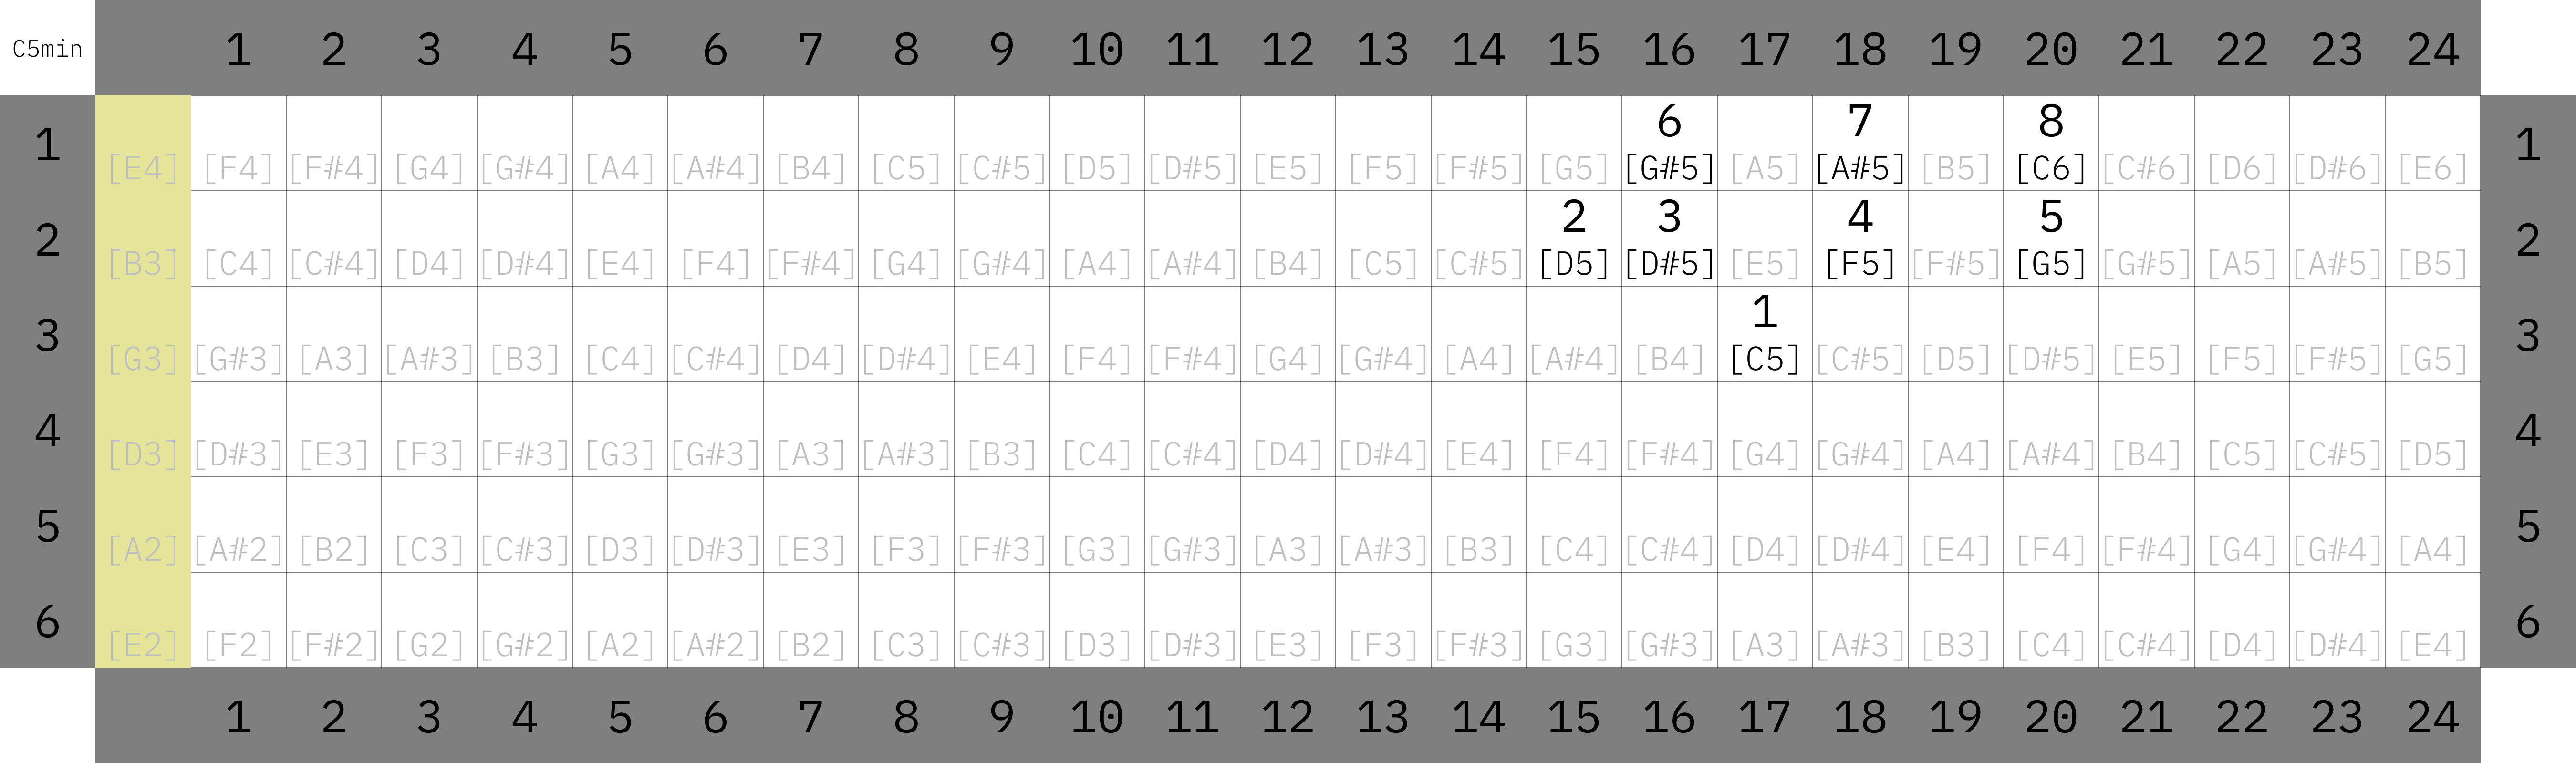 C5min 1 2 3 4 5 6 7 8 9 10 11 12 13 14 15 16 17 18 19 20 21 22 23 24
6 7 8
1 [E4] [F4] [F#4] [G4] [G#4] [A4] [A#4] [B4] [C5] [C#5] [D5] [D#5] [E5] [F5] [F#5] [G5] [G#5] [A5] [A#5] [B5] [C6] [C#6] [D6] [D#6] [E6] 1
2 3 4 5
2 [B3] [C4] [C#4] [D4] [D#4] [E4] [F4] [F#4] [G4] [G#4] [A4] [A#4] [B4] [C5] [C#5] [D5] [D#5] [E5] [F5] [F#5] [G5] [G#5] [A5] [A#5] [B5] 2
1
3 [G3] [G#3] [A3] [A#3] [B3] [C4] [C#4] [D4] [D#4] [E4] [F4] [F#4] [G4] [G#4] [A4] [A#4] [B4] [C5] [C#5] [D5] [D#5] [E5] [F5] [F#5] [G5] 3
4 [D3] [D#3] [E3] [F3] [F#3] [G3] [G#3] [A3] [A#3] [B3] [C4] [C#4] [D4] [D#4] [E4] [F4] [F#4] [G4] [G#4] [A4] [A#4] [B4] [C5] [C#5] [D5] 4
5 [A2] [A#2] [B2] [C3] [C#3] [D3] [D#3] [E3] [F3] [F#3] [G3] [G#3] [A3] [A#3] [B3] [C4] [C#4] [D4] [D#4] [E4] [F4] [F#4] [G4] [G#4] [A4] 5
6 [E2] [F2] [F#2] [G2] [G#2] [A2] [A#2] [B2] [C3] [C#3] [D3] [D#3] [E3] [F3] [F#3] [G3] [G#3] [A3] [A#3] [B3] [C4] [C#4] [D4] [D#4] [E4] 6
1 2 3 4 5 6 7 8 9 10 11 12 13 14 15 16 17 18 19 20 21 22 23 24